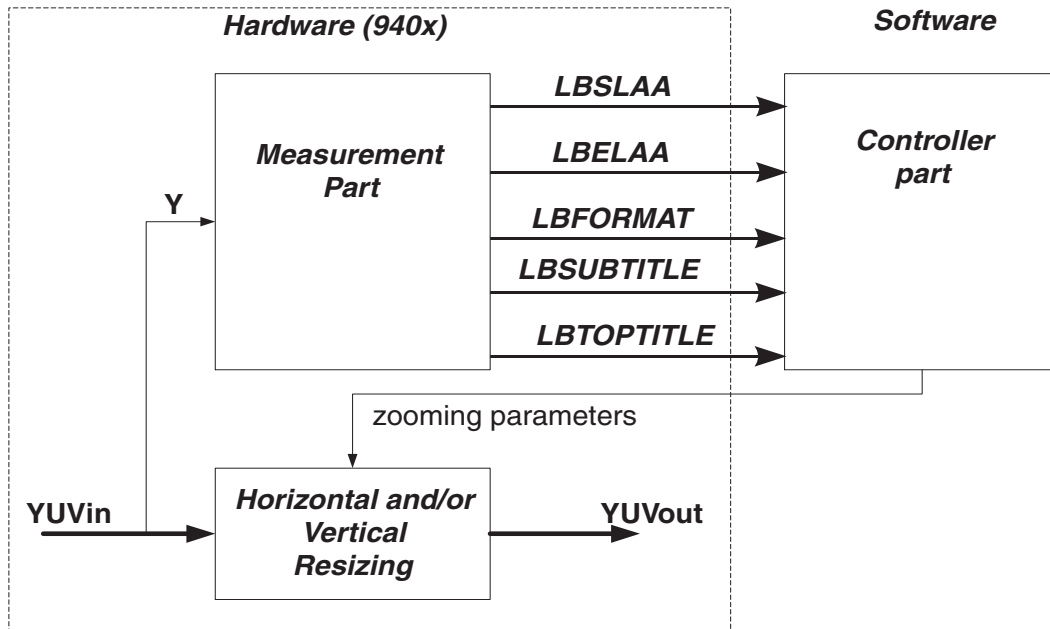 Hardware (940x)
Software
LBSLAA
Measurement
Part
LBELAA
Controller
part
Y
LBFORMAT
LBSUBTITLE
LBTOPTITLE
zooming parameters
YUVin
Horizontal and/or
Vertical
Resizing
YUVout